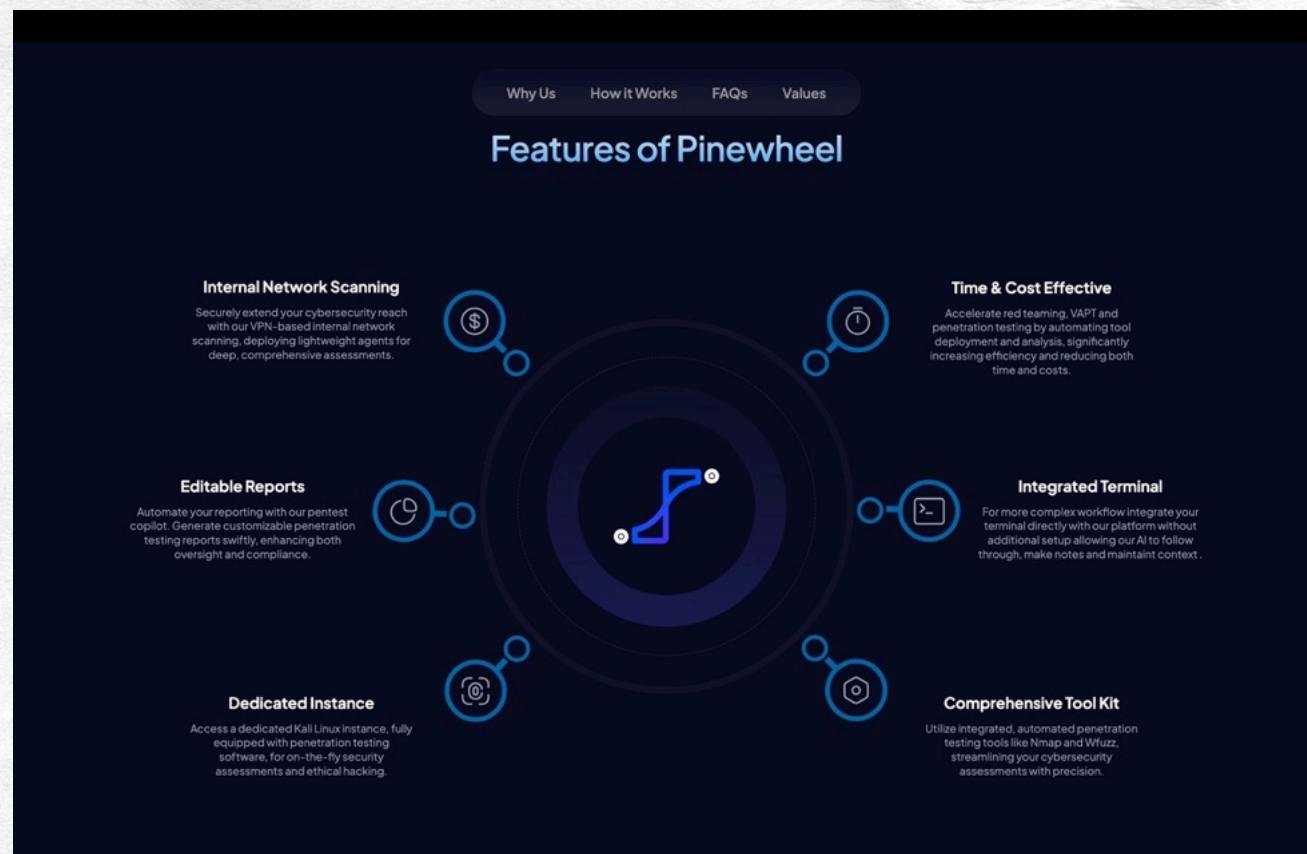 Why Us How it Works FAQs Values
Features of Pinewheel
Internal Network Scanning
Securely extend your cybersecurity reach
with our VPN-based internal network
scanning, deploying lightweight agents for
deep, comprehensive assessments.
Time & Cost Effective
Accelerate red teaming, VAPT and
penetration testing by automating tool
deployment and analysis, significantly
increasing efficiency and reducing both
time and costs.
Editable Reports
Automate your reporting with our pentest
copilot. Generate customizable penetration
testing reports swiftly, enhancing both
oversight and compliance.
Integrated Terminal
For more complex workflow integrate your
terminal directly with our platform without
additional setup allowing our AI to follow
through, make notes and maintaint context .
Dedicated Instance
Access a dedicated Kali Linux instance, fully
equipped with penetration testing
software, for on-the-fly security
assessments and ethical hacking.
Comprehensive Tool Kit
Utilize integrated, automated penetration
testing tools like Nmap and Wfuzz,
streamlining your cybersecurity
assessments with precision.